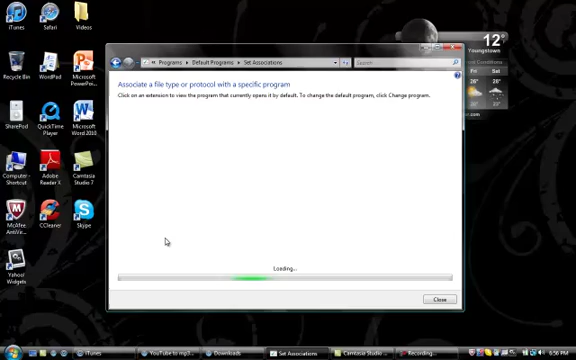 iTunes
Safari
Videos
12°
Youngstown
Programs
Default Programs
Set Associations
Search
Associate a file type or protocol with a specific program
Click on an extension to view the program that currently opens it by default. To change the default program, click Change program.
Fri
Sat
Recycle Bin
WordPad
Microsoft
PowerPoi...
SharePod
QuickTime
Player
Microsoft
Word 2010
Computer -
Shortcut
Adobe
Reader X
Camtasia
Studio 7
McAfee
CCleaner
Skype
Yahoo!
Widgets
Loading...
Close
iTunes
YouTube to mp3...
Downloads
Set Associations
Camtasia Studio ...
Recording...
6:56 PM